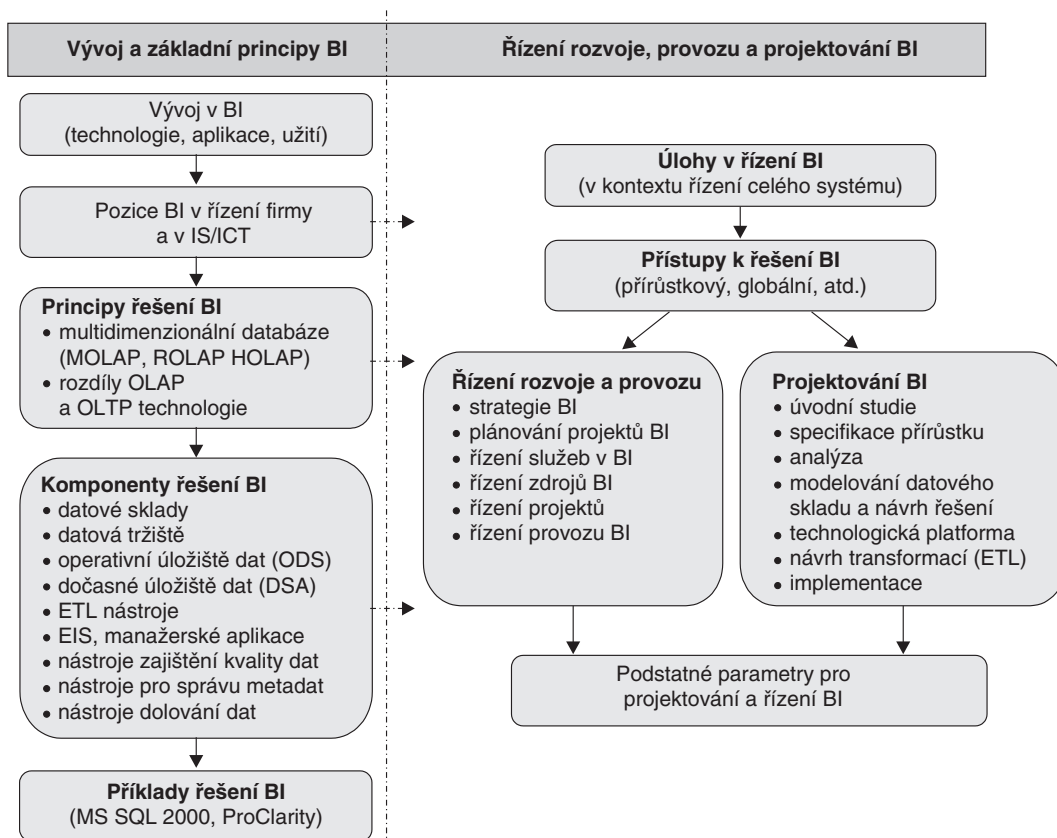 Vývoj a základní principy BI
Řízení rozvoje, provozu a projektování BI
Vývoj v BI
(technologie, aplikace, užití)
Pozice BI v řízení firmy
a v IS/ICT
Principy řešení BI
• multidimenzionální databáze
(MOLAP, ROLAP HOLAP)
• rozdíly OLAP
a OLTP technologie
Komponenty řešení BI
• datové sklady
• datová tržiště
• operativní úložiště dat (ODS)
• dočasné úložiště dat (DSA)
• ETL nástroje
• EIS, manažerské aplikace
• nástroje zajištění kvality dat
• nástroje pro správu metadat
• nástroje dolování dat
Příklady řešení BI
(MS SQL 2000, ProClarity)
Úlohy v řízení BI
(v kontextu řízení celého systému)
Přístupy k řešení BI
(přírůstkový, globální, atd.)
Řízení rozvoje a provozu
• strategie BI
• plánování projektů BI
• řízení služeb v BI
• řízení zdrojů BI
• řízení projektů
• řízení provozu BI
Projektování BI
• úvodní studie
• specifikace přírůstku
• analýza
• modelování datového
skladu a návrh řešení
• technologická platforma
• návrh transformací (ETL)
• implementace
Podstatné parametry pro
projektování a řízení BI